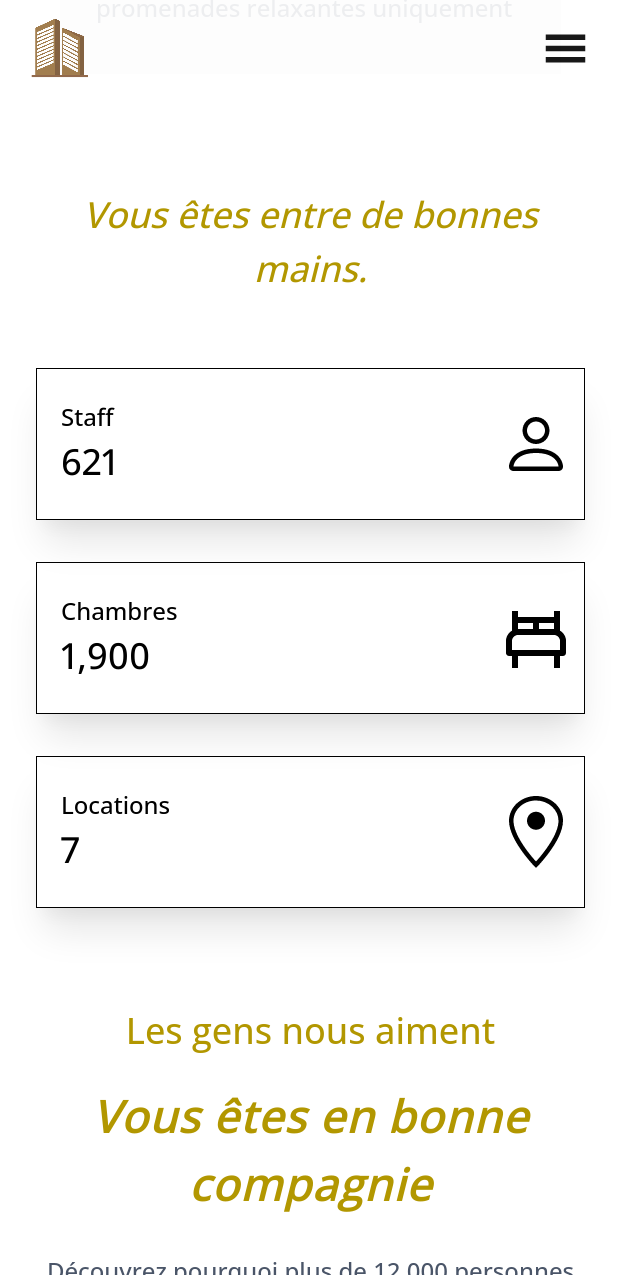 promenades relaxantes uniquement
Vous êtes entre de bonnes
mains.
Staff
621
Chambres
1,900
Locations
7
Les gens nous aiment
Vous êtes en bonne
compagnie
Découvrez pourquoi plus de 12 000 personnes